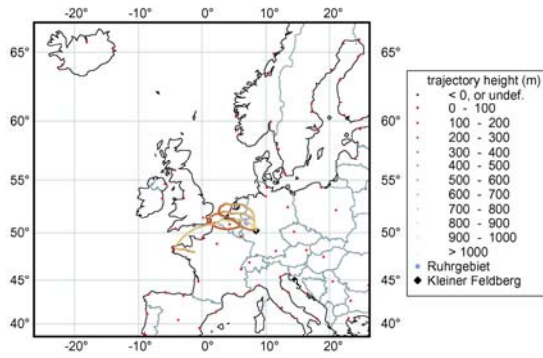 -20° -10° 0° 10° 20°
65° 65°
60° 60°
55° 55°
50° 50°
45° 45°
40° 40°
-20° -10° 0° 10° 20°
trajectory height (m)
< 0, or undef.
0 - 100
100 - 200
200 - 300
300 - 400
400 - 500
500 - 600
600 - 700
700 - 800
800 - 900
900 - 1000
> 1000
Ruhrgebiet
Kleiner Feldberg